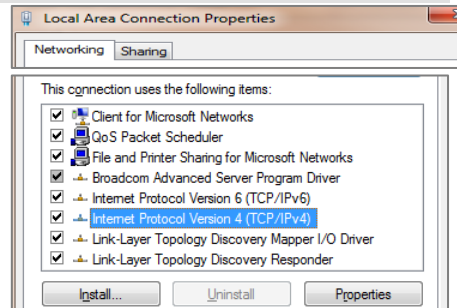 Local Area Connection Properties
Networking Sharing
This connection uses the following items:
Client for Microsoft Networks
QoS Packet Scheduler
File and Printer Sharing for Microsoft Networks
Broadcom Advanced Server Program Driver
Internet Protocol Version 6 (TCP/IPv6)
Internet Protocol Version 4 (TCP/IPv4)
Link-Layer Topology Discovery Mapper I/O Driver
Link-Layer Topology Discovery Responder
Install... Uninstall Properties